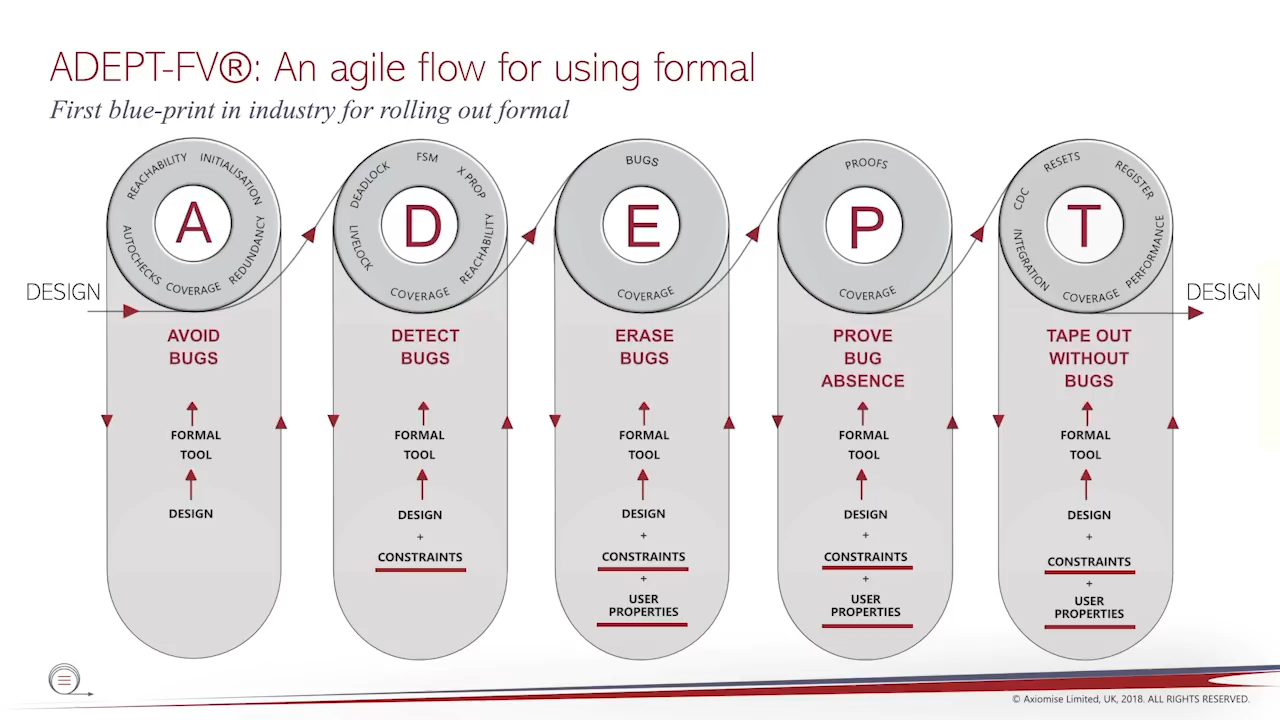 ADEPT-FV®: An agile flow for using formal
First blue-print in industry for rolling out formal
DESIGN
REACHABILITY
INITIALISATION
REDUNDANCY
COVERAGE
AUTOCHECKS
A
AVOID
BUGS
FORMAL
TOOL
DESIGN
DEADLOCK
FSM
X PROP
REACHABILITY
COVERAGE
LIVELOCK
D
DETECT
BUGS
FORMAL
TOOL
DESIGN
+
CONSTRAINTS
BUGS
COVERAGE
E
ERASE
BUGS
FORMAL
TOOL
DESIGN
+
CONSTRAINTS
+
USER
PROPERTIES
PROOFS
COVERAGE
P
PROVE
BUG
ABSENCE
FORMAL
TOOL
DESIGN
+
CONSTRAINTS
+
USER
PROPERTIES
CDC
RESETS
REGISTER
PERFORMANCE
COVERAGE
INTEGRATION
T
TAPE OUT
WITHOUT
BUGS
FORMAL
TOOL
DESIGN
+
CONSTRAINTS
+
USER
PROPERTIES
DESIGN
© Axiomise Limited, UK, 2018. ALL RIGHTS RESERVED.